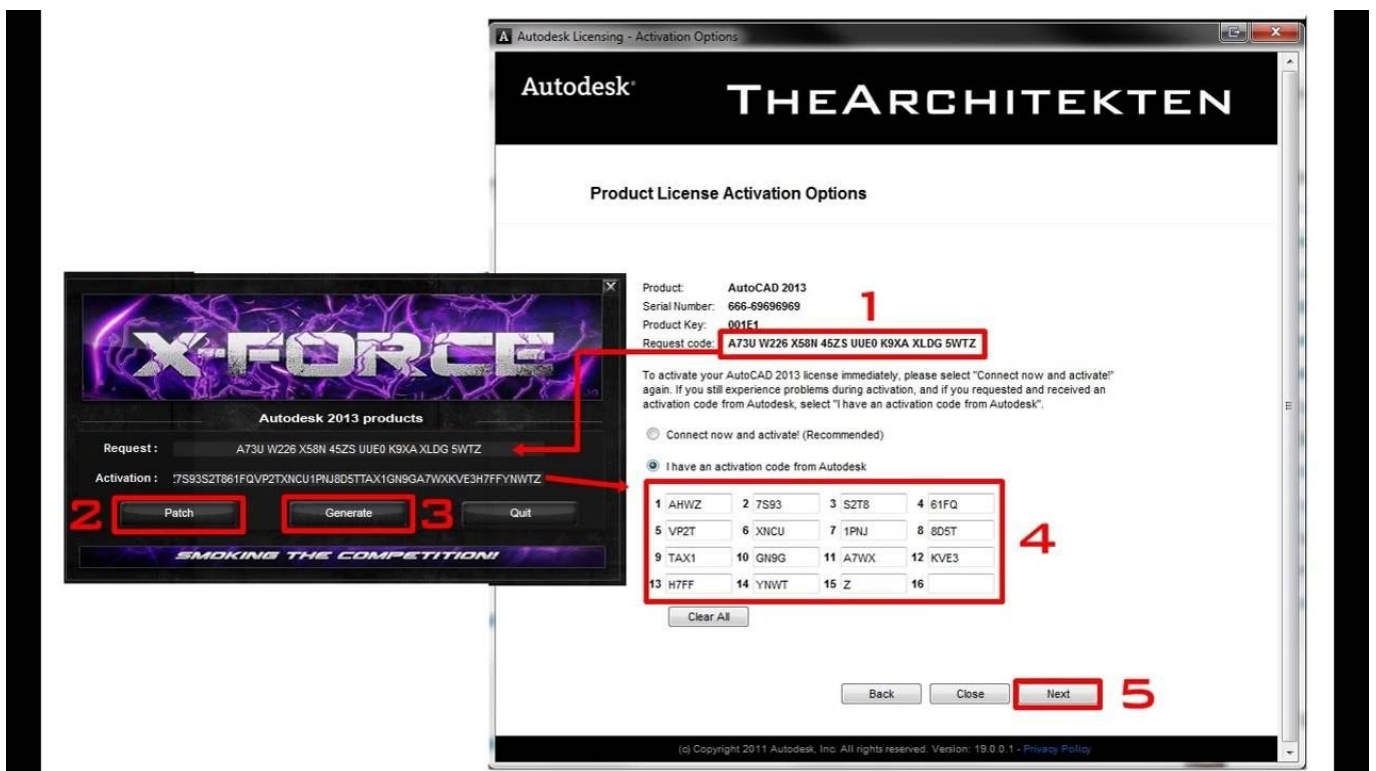 Autodesk Licensing - Activation Options
Autodesk®
THEARCHITEKTEN
Product License Activation Options
Product: AutoCAD 2013
Serial Number: 666-69696969
Product Key: 001E1
1
Request code: A73U W226 X58N 45ZS UUE0 K9XA XLDG 5WTZ
To activate your AutoCAD 2013 license immediately, please select "Connect now and activate!"
again. If you still experience problems during activation, and if you requested and received an
activation code from Autodesk, select "I have an activation code from Autodesk".
Connect now and activate! (Recommended)
I have an activation code from Autodesk
1 AHWZ 2 7S93 3 S2T8 4 61FQ
5 VP2T 6 XNCU 7 1PNJ 8 8D5T
9 TAX1 10 GN9G 11 A7WX 12 KVE3
13 H7FF 14 YNWT 15 Z 16
4
Clear All
Back Close Next 5
(c) Copyright 2011 Autodesk, Inc. All rights reserved. Version: 19.0.0.1 - Privacy Policy
X-FORCE
Autodesk 2013 products
Request : A73U W226 X58N 45ZS UUE0 K9XA XLDG 5WTZ
Activation : 7S93S2T861FQVP2TXNCU1PNJ8D5TTAX1GN9GA7WXKVE3H7FFYNWTZ
2 Patch Generate 3 Quit
SMOKING THE COMPETITION!